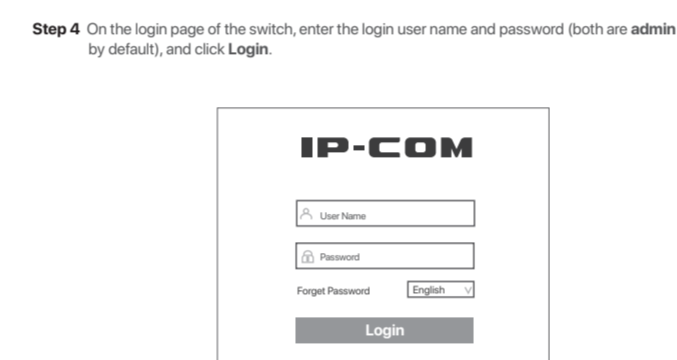 Step 4 On the login page of the switch, enter the login user name and password (both are admin
by default), and click Login.
IP-COM
User Name
Password
Forget Password English
Login